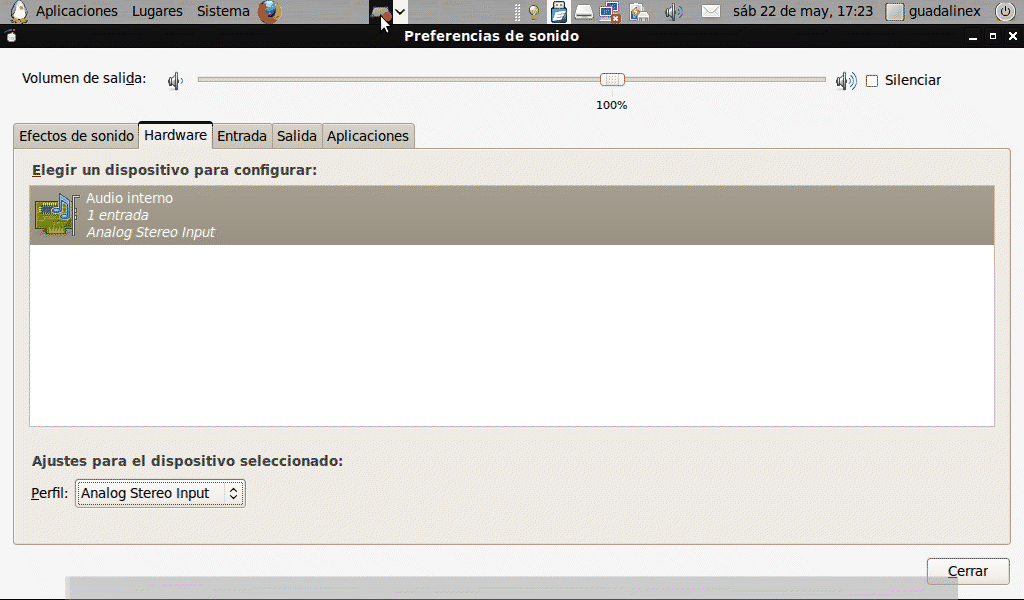 Aplicaciones Lugares Sistema sáb 22 de may, 17:23 guadalinex
Preferencias de sonido
Volumen de salida: Silenciar
100%
Efectos de sonido Hardware Entrada Salida Aplicaciones
Elegir un dispositivo para configurar:
Audio interno
1 entrada
Analog Stereo Input
Ajustes para el dispositivo seleccionado:
Perfil: Analog Stereo Input
Cerrar